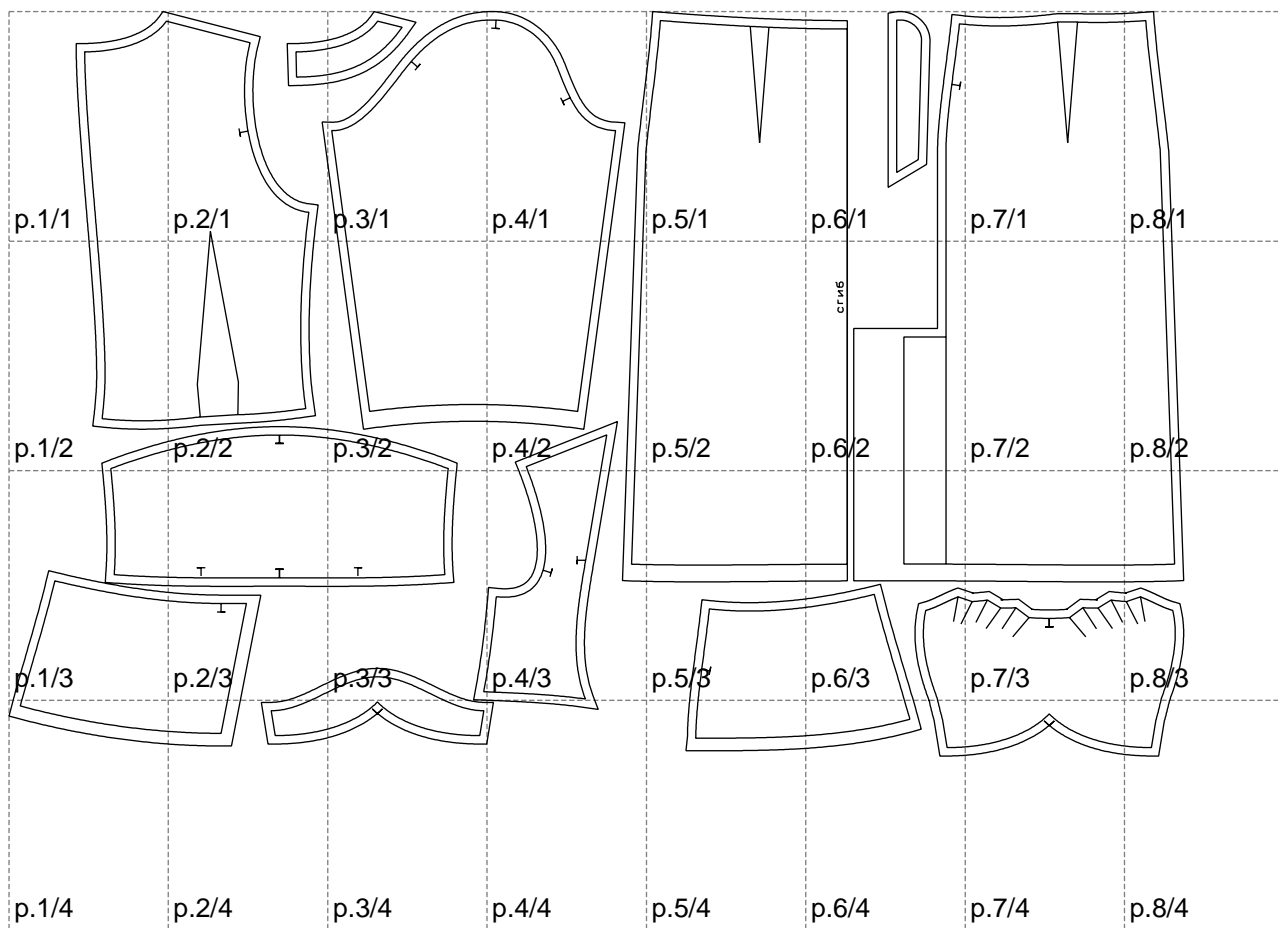 p.1/1 p.2/1 p.3/1 p.4/1 p.5/1 p.6/1 p.7/1 p.8/1
сгиб
p.1/2 p.2/2 p.3/2 p.4/2 p.5/2 p.6/2 p.7/2 p.8/2
p.1/3 p.2/3 p.3/3 p.4/3 p.5/3 p.6/3 p.7/3 p.8/3
p.1/4 p.2/4 p.3/4 p.4/4 p.5/4 p.6/4 p.7/4 p.8/4